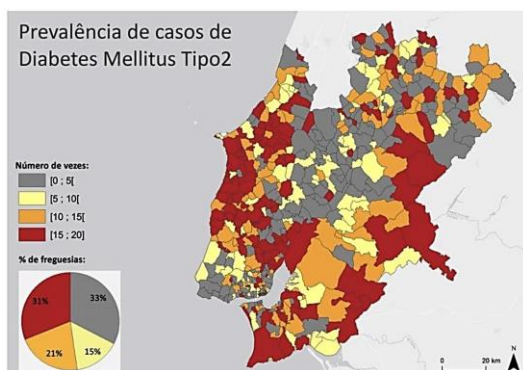 Prevalência de casos de
Diabetes Mellitus Tipo2
Número de vezes:
[0 ; 5[
[5 ; 10[
[10 ; 15[
[15 ; 20]
% de freguesias:
31%
33%
21%
15%
N
0
20 km